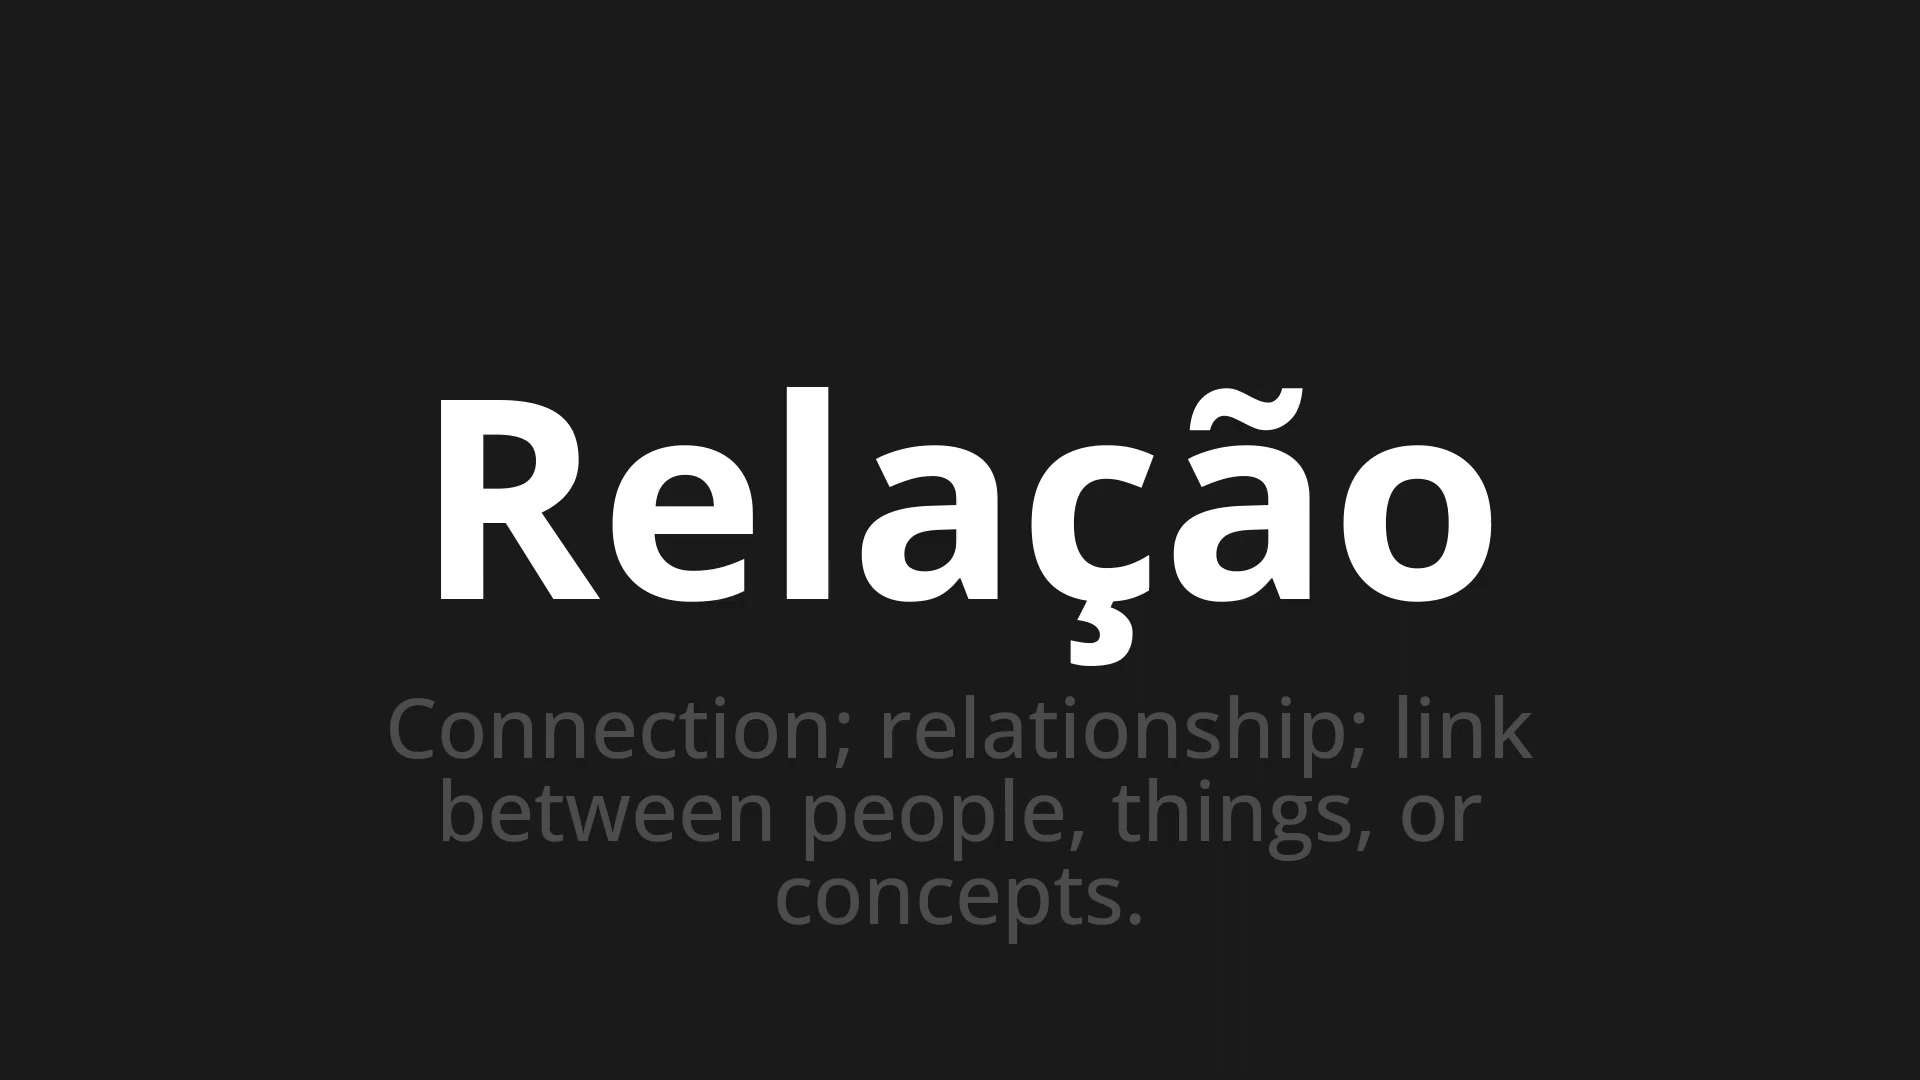 Relação
Connection; relationship; link
between people, things, or
concepts.